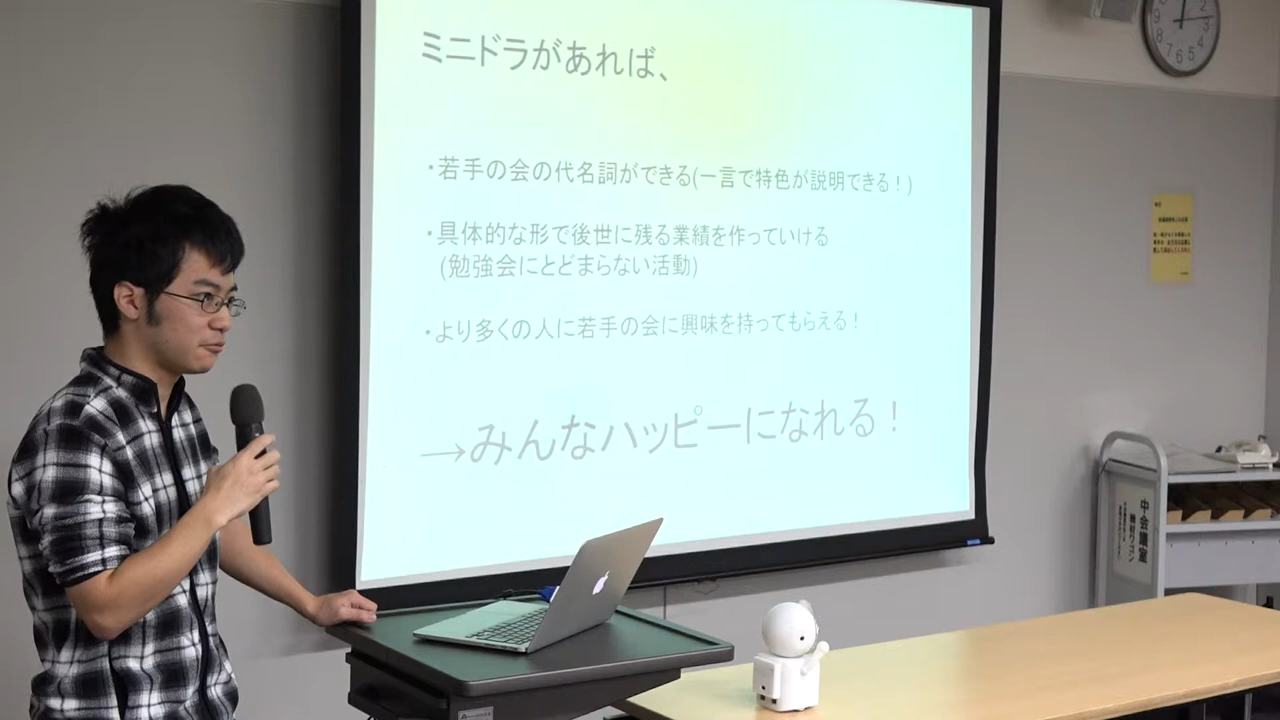 ミニドラがあれば、
・若手の会の代名詞ができる(一言で特色が説明できる！)
・具体的な形で後世に残る業績を作っていける
(勉強会にとどまらない活動)
・より多くの人に若手の会に興味を持ってもらえる！
→みんなハッピーになれる！
中会議室
機材ワゴン